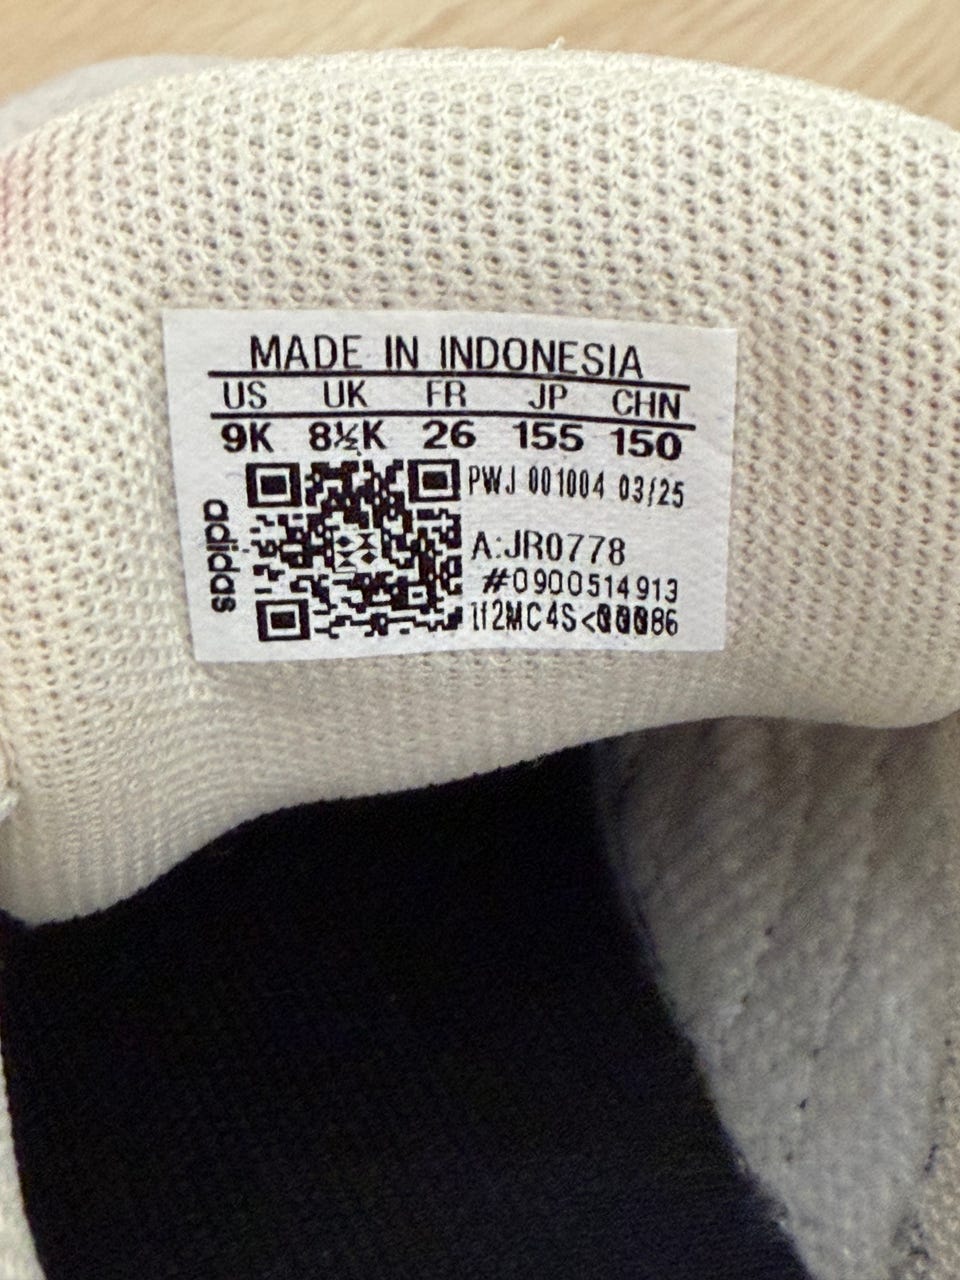 MADE IN INDONESIA
US UK FR JP CHN
9K 8½K 26 155 150
PWJ 001004 03/25
adidas
A:JR0778
#0900514913